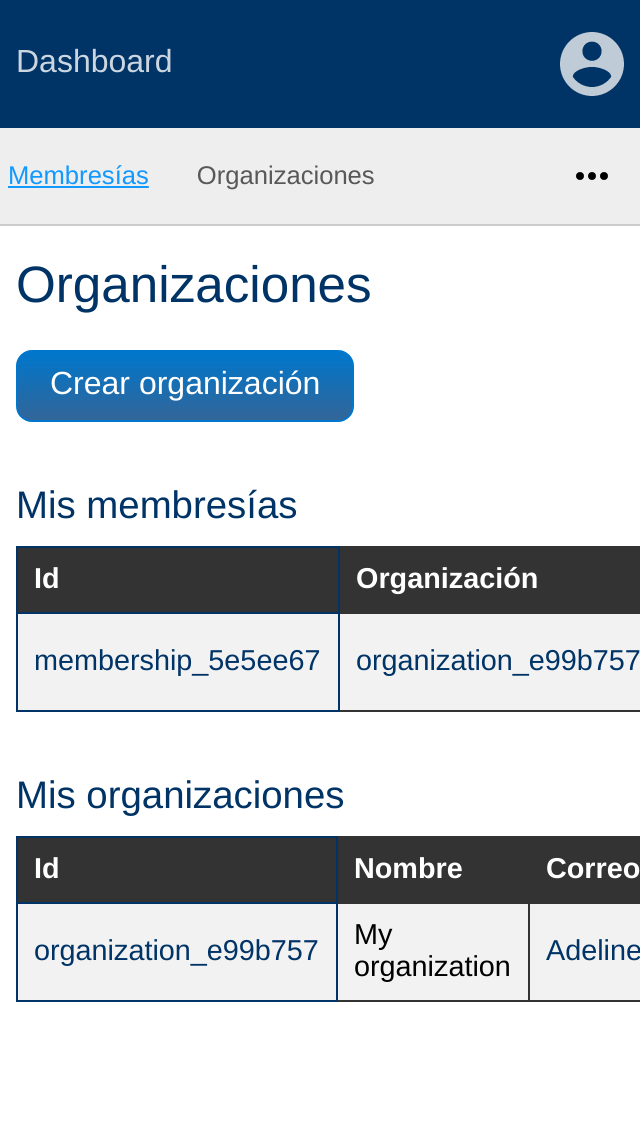 Dashboard
Membresías Organizaciones
Organizaciones
Crear organización
Mis membresías
Id Organización
membership_5e5ee67 organization_e99b757
Mis organizaciones
Id Nombre Correo
organization_e99b757 My organization Adeline